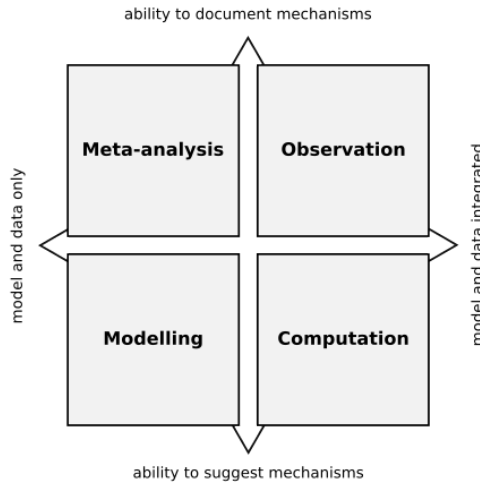 ability to document mechanisms
Meta-analysis
Observation
model and data only
model and data integrated
Modelling
Computation
ability to suggest mechanisms